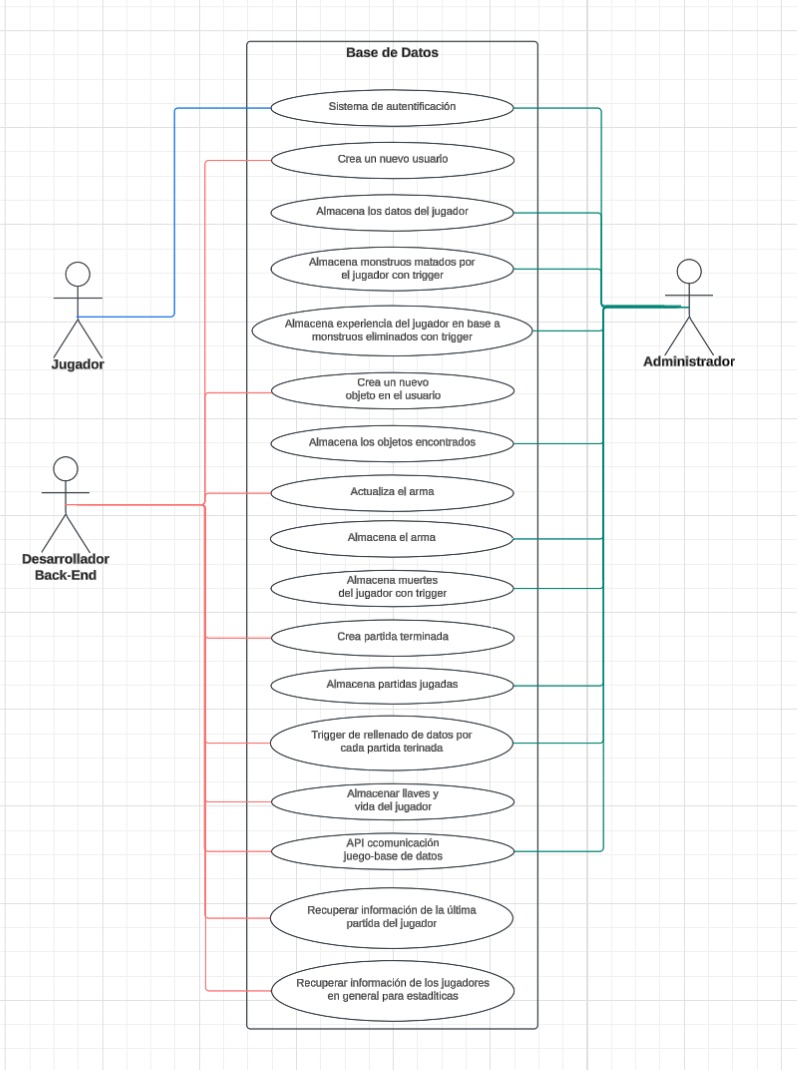 Base de Datos
Sistema de autentificación
Crea un nuevo usuario
Almacena los datos del jugador
Almacena monstruos matados por
el jugador con trigger
Almacena experiencia del jugador en base a
monstruos eliminados con trigger
Crea un nuevo
objeto en el usuario
Almacena los objetos encontrados
Actualiza el arma
Almacena el arma
Almacena muertes
del jugador con trigger
Crea partida terminada
Almacena partidas jugadas
Trigger de rellenado de datos por
cada partida terinada
Almacenar llaves y
vida del jugador
API ccomunicación
juego-base de datos
Recuperar información de la última
partida del jugador
Recuperar información de los jugadores
en general para estadíticas
Jugador
Desarrollador
Back-End
Administrador